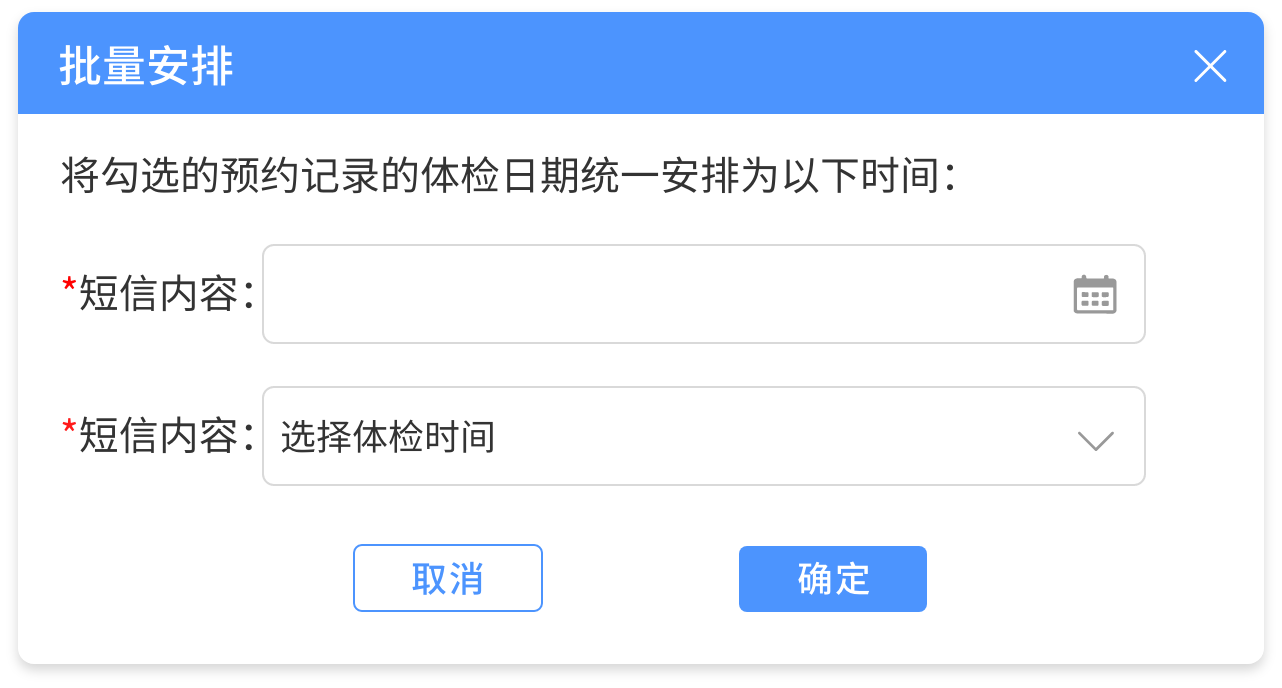 批量安排
将勾选的预约记录的体检日期统一安排为以下时间：
*短信内容：
*短信内容：选择体检时间
取消 确定